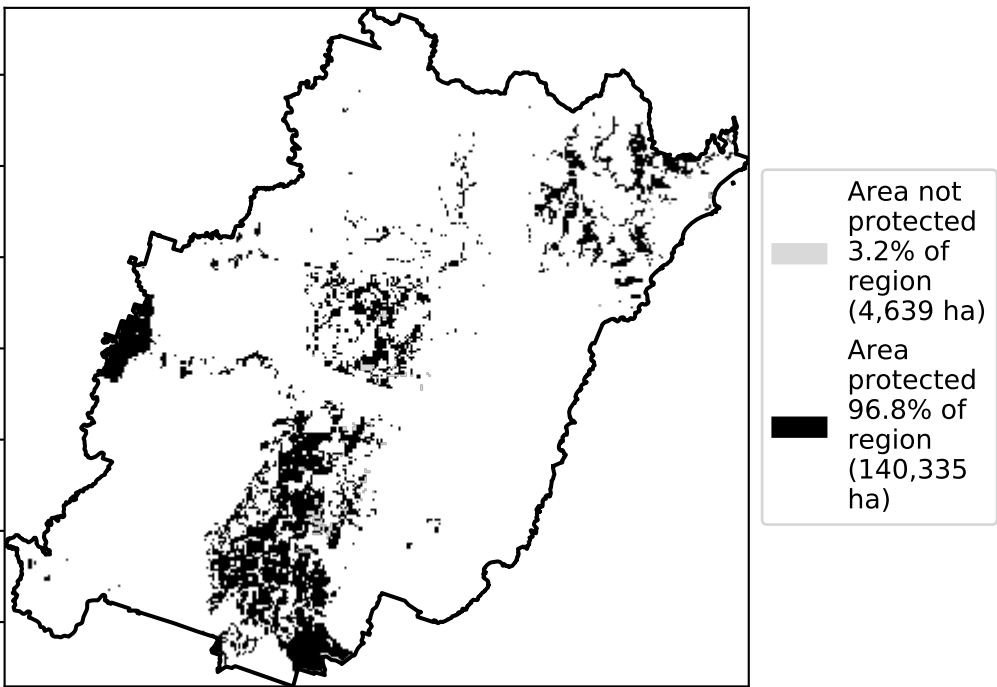 Area not
protected
3.2% of
region
(4,639 ha)
Area
protected
96.8% of
region
(140,335
ha)